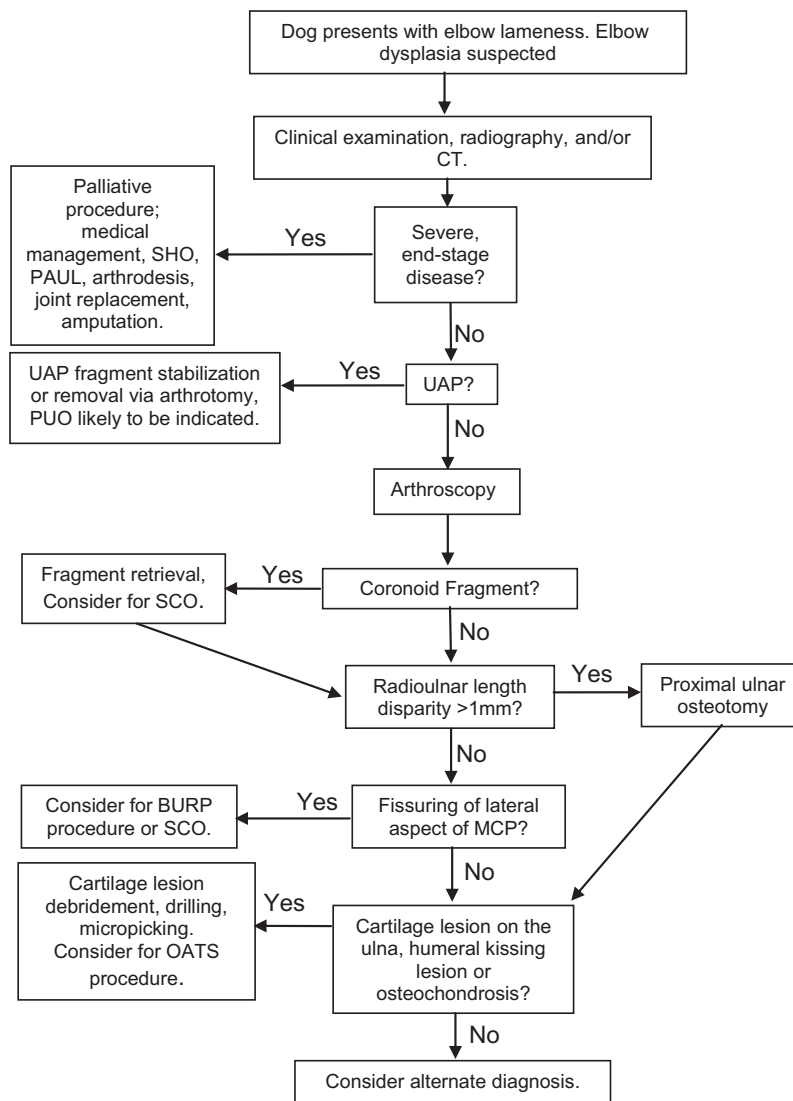 Dog presents with elbow lameness. Elbow
dysplasia suspected
Clinical examination, radiography, and/or
CT.
Palliative
procedure;
medical
management, SHO,
PAUL, arthrodesis,
joint replacement,
amputation.
Yes
Severe,
end-stage
disease?
No
UAP fragment stabilization
or removal via arthrotomy,
PUO likely to be indicated.
Yes
UAP?
No
Arthroscopy
Fragment retrieval,
Consider for SCO.
Yes
Coronoid Fragment?
No
Radioulnar length
disparity >1mm?
Yes
Proximal ulnar
osteotomy
No
Consider for BURP
procedure or SCO.
Yes
Fissuring of lateral
aspect of MCP?
No
Cartilage lesion
debridement, drilling,
micropicking.
Consider for OATS
procedure.
Yes
Cartilage lesion on the
ulna, humeral kissing
lesion or
osteochondrosis?
No
Consider alternate diagnosis.